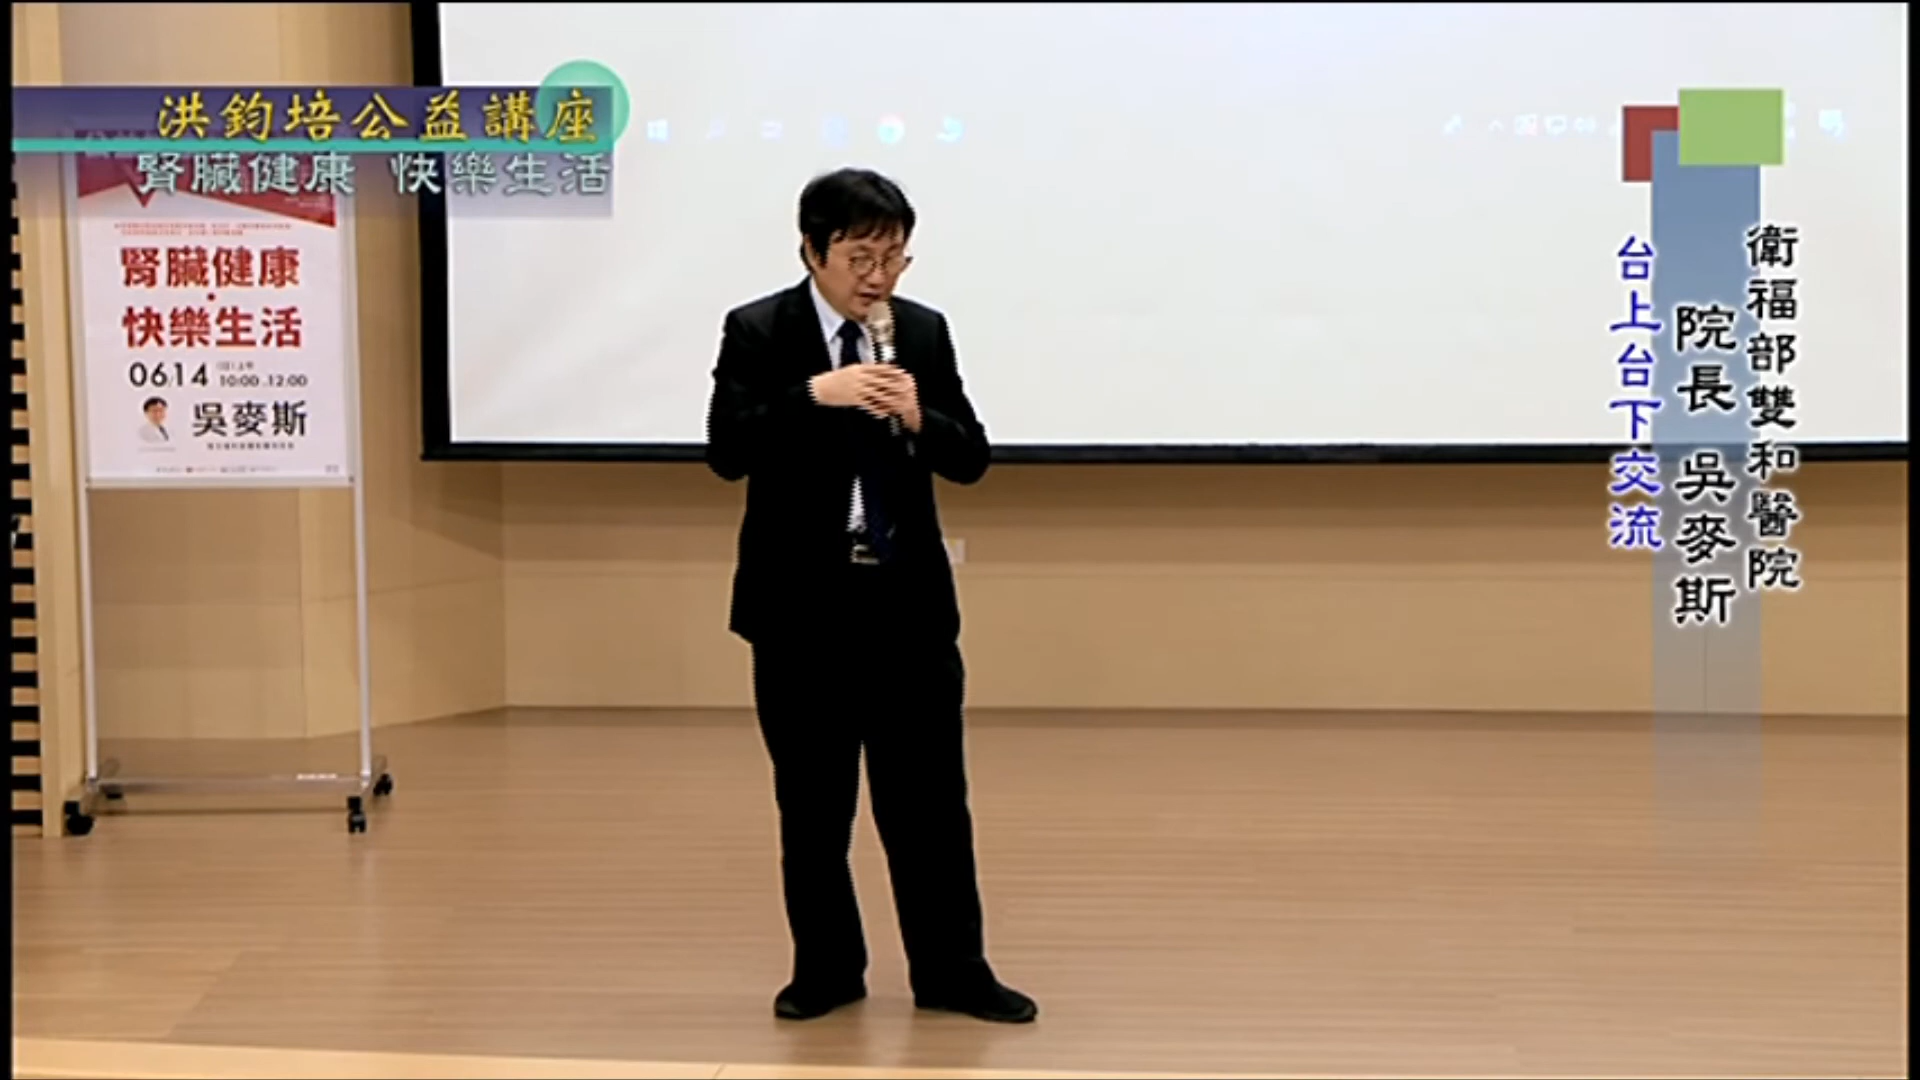 洪鈞培公益講座
腎臟健康 快樂生活
腎臟健康
快樂生活
06/14 10:00-12:00
吳麥斯
衛福部雙和醫院
院長 吳麥斯
台上台下交流